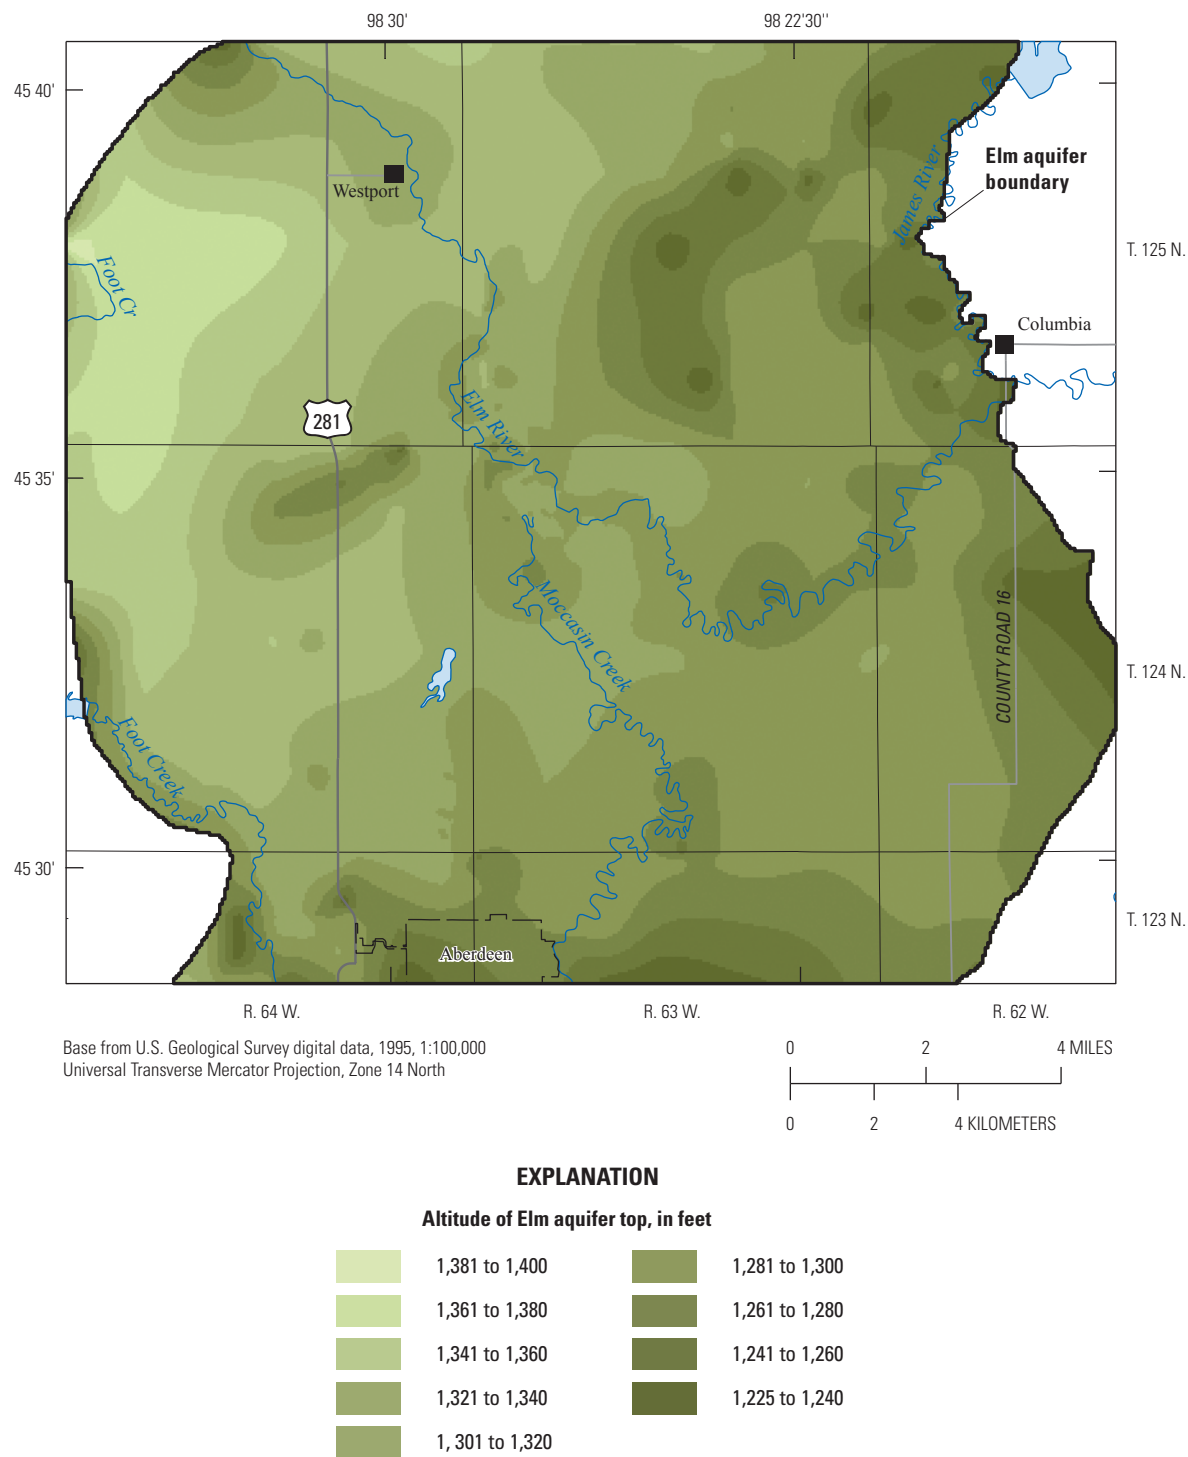 98 30'
98 22'30"
45 40'
Westport
James River
Elm aquifer
boundary
T. 125 N.
Foot Cr
Columbia
Elm River
281
45 35'
Moccasin Creek
COUNTY ROAD 16
T. 124 N.
Foot Creek
45 30'
T. 123 N.
Aberdeen
R. 64 W.
R. 63 W.
R. 62 W.
Base from U.S. Geological Survey digital data, 1995, 1:100,000
Universal Transverse Mercator Projection, Zone 14 North
0 2 4 MILES
0 2 4 KILOMETERS
EXPLANATION
Altitude of Elm aquifer top, in feet
1,381 to 1,400
1,361 to 1,380
1,341 to 1,360
1,321 to 1,340
1, 301 to 1,320
1,281 to 1,300
1,261 to 1,280
1,241 to 1,260
1,225 to 1,240